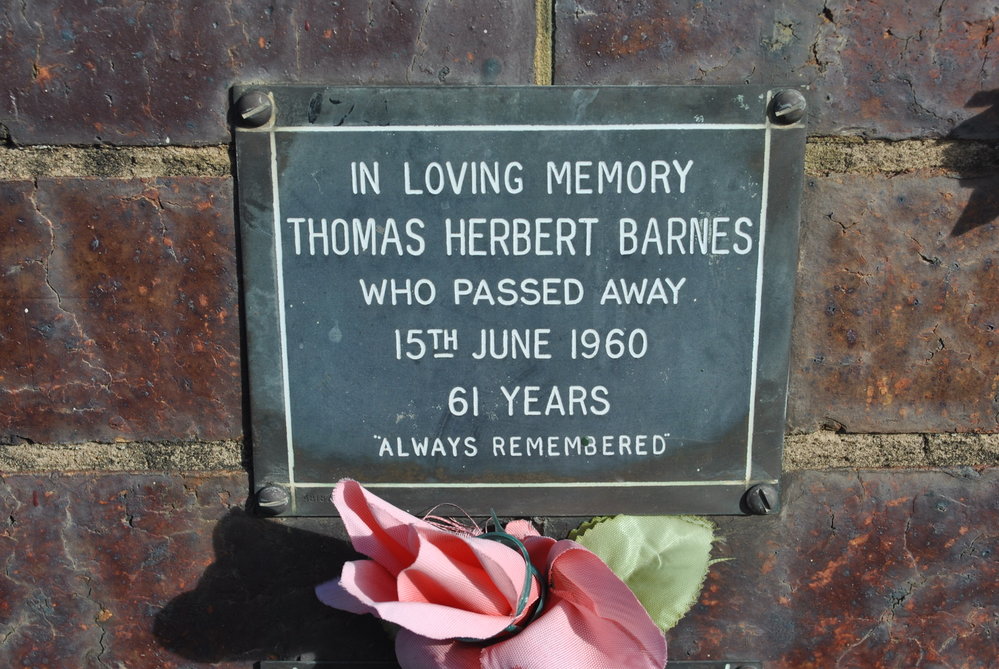 IN LOVING MEMORY
THOMAS HERBERT BARNES
WHO PASSED AWAY
15TH JUNE 1960
61 YEARS
"ALWAYS REMEMBERED"